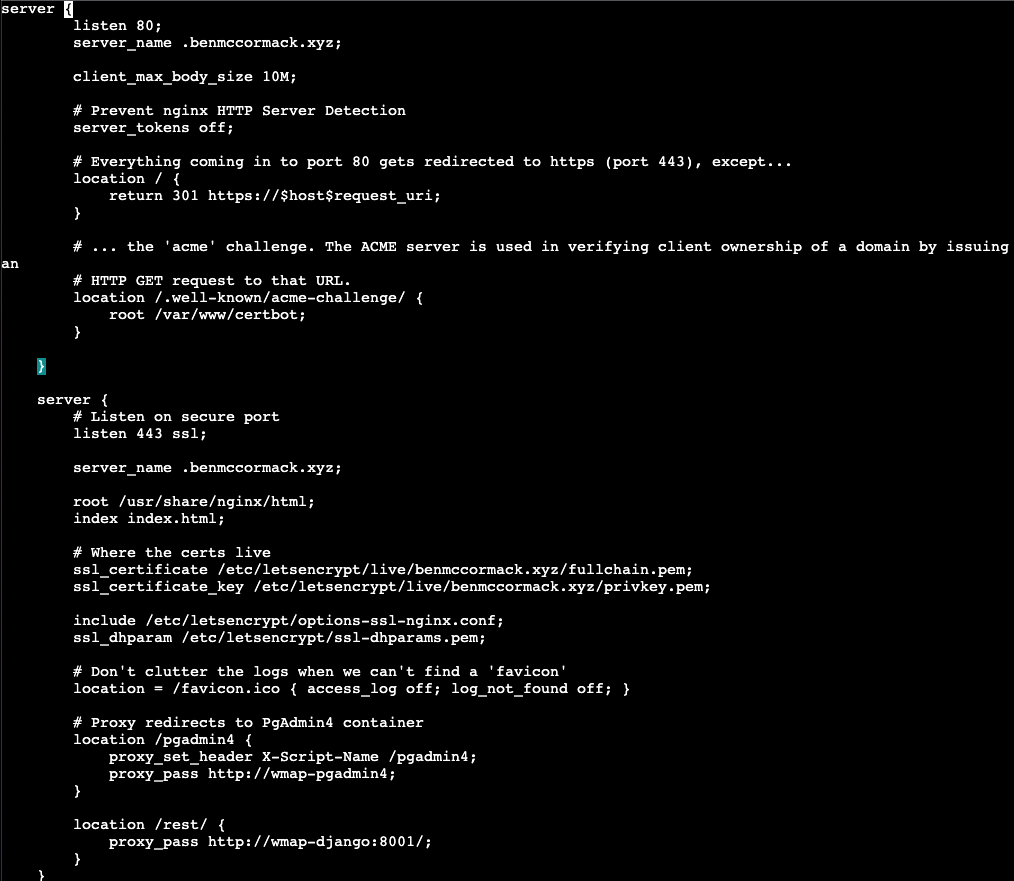 server {
listen 80;
server_name .benmccormack.xyz;
client_max_body_size 10M;
# Prevent nginx HTTP Server Detection
server_tokens off;
# Everything coming in to port 80 gets redirected to https (port 443), except...
location / {
return 301 https://$host$request_uri;
}
# ... the 'acme' challenge. The ACME server is used in verifying client ownership of a domain by issuing
an
# HTTP GET request to that URL.
location /.well-known/acme-challenge/ {
root /var/www/certbot;
}
}
server {
# Listen on secure port
listen 443 ssl;
server_name .benmccormack.xyz;
root /usr/share/nginx/html;
index index.html;
# Where the certs live
ssl_certificate /etc/letsencrypt/live/benmccormack.xyz/fullchain.pem;
ssl_certificate_key /etc/letsencrypt/live/benmccormack.xyz/privkey.pem;
include /etc/letsencrypt/options-ssl-nginx.conf;
ssl_dhparam /etc/letsencrypt/ssl-dhparams.pem;
# Don't clutter the logs when we can't find a 'favicon'
location = /favicon.ico { access_log off; log_not_found off; }
# Proxy redirects to PgAdmin4 container
location /pgadmin4 {
proxy_set_header X-Script-Name /pgadmin4;
proxy_pass http://wmap-pgadmin4;
}
location /rest/ {
proxy_pass http://wmap-django:8001/;
}
}